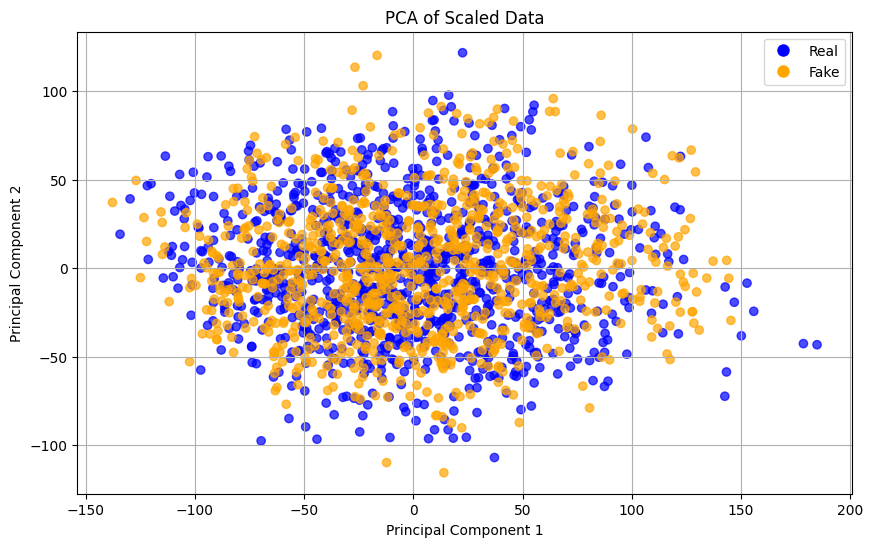 PCA of Scaled Data
Real
Fake
Principal Component 2
100
50
0
−50
−100
−150
−100
−50
0
50
100
150
200
Principal Component 1